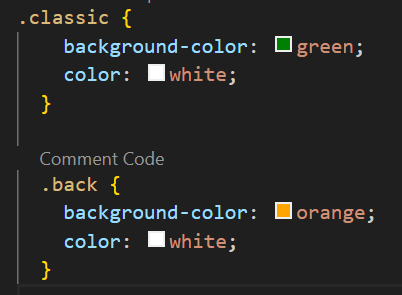 .classic {
background-color: green;
color: white;
}
Comment Code
.back {
background-color: orange;
color: white;
}